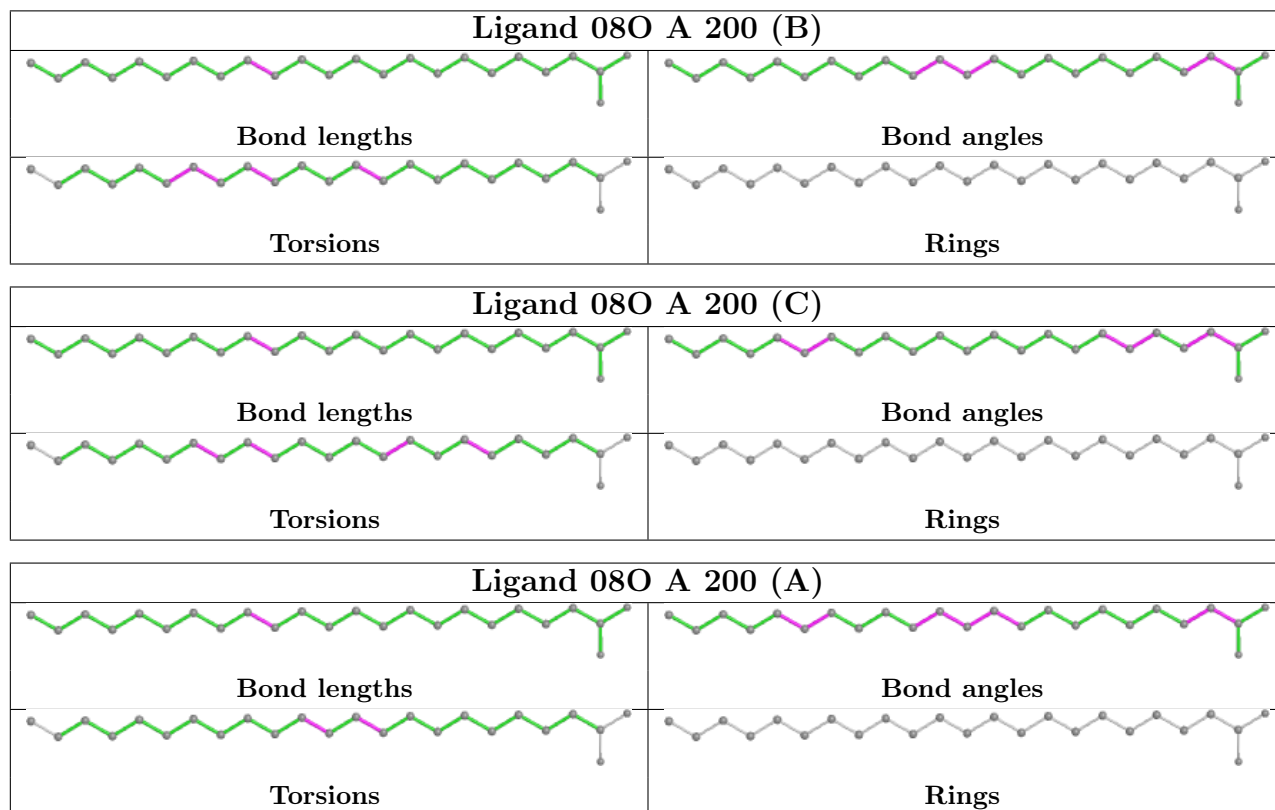 Ligand 08O A 200 (B)
Bond lengths
Bond angles
Torsions
Rings
Ligand 08O A 200 (C)
Bond lengths
Bond angles
Torsions
Rings
Ligand 08O A 200 (A)
Bond lengths
Bond angles
Torsions
Rings